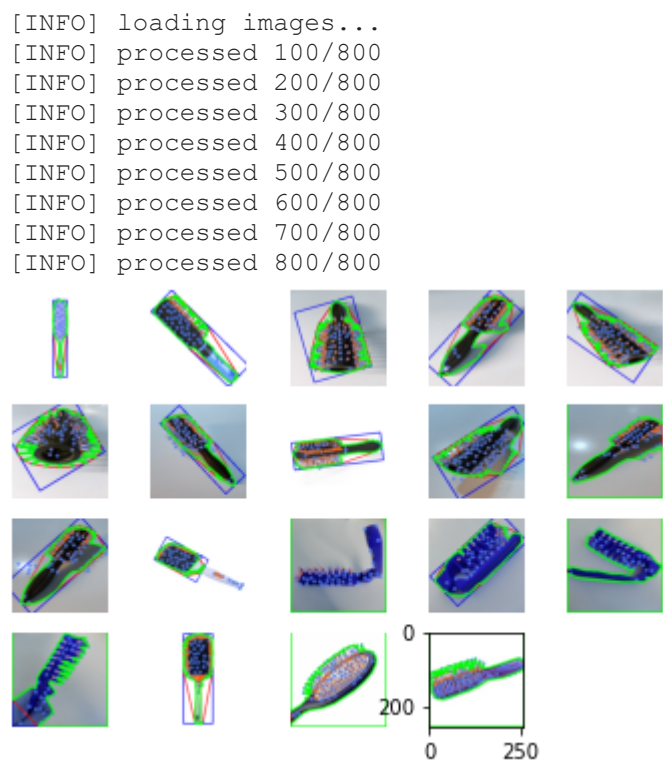 [INFO] loading images...
[INFO] processed 100/800
[INFO] processed 200/800
[INFO] processed 300/800
[INFO] processed 400/800
[INFO] processed 500/800
[INFO] processed 600/800
[INFO] processed 700/800
[INFO] processed 800/800
0
200
0 250